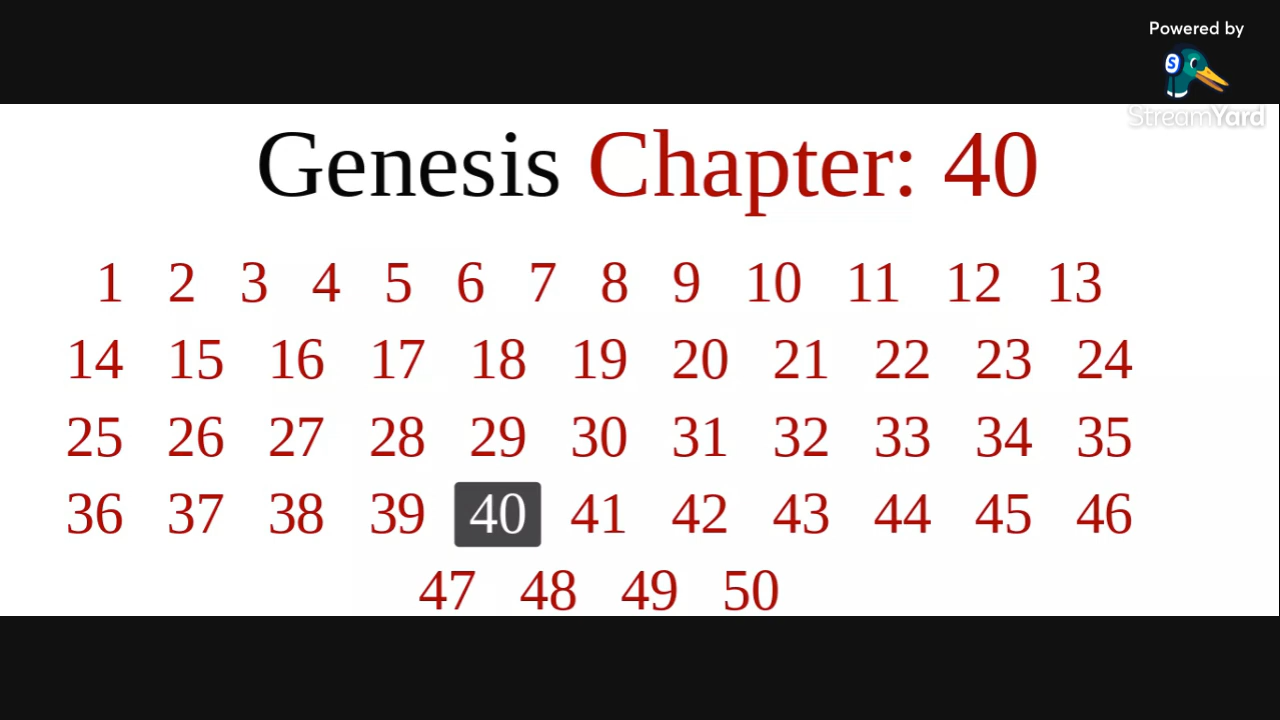 Powered by
S
StreamYard
Genesis Chapter: 40
1 2 3 4 5 6 7 8 9 10 11 12 13
14 15 16 17 18 19 20 21 22 23 24
25 26 27 28 29 30 31 32 33 34 35
36 37 38 39 40 41 42 43 44 45 46
47 48 49 50